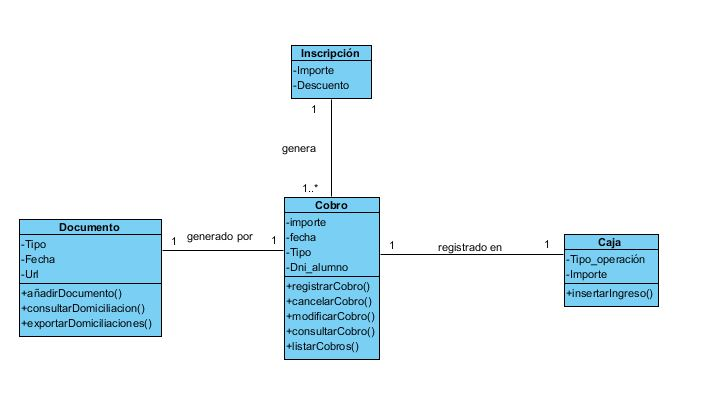 Inscripción
-Importe
-Descuento
1
genera
1..*
Documento
-Tipo
-Fecha
-Url
+añadirDocumento()
+consultarDomiciliacion()
+exportarDomiciliaciones()
1
generado por
1
Cobro
-importe
-fecha
-Tipo
-Dni_alumno
+registrarCobro()
+cancelarCobro()
+modificarCobro()
+consultarCobro()
+listarCobros()
1
registrado en
1
Caja
-Tipo_operación
-Importe
+insertarIngreso()